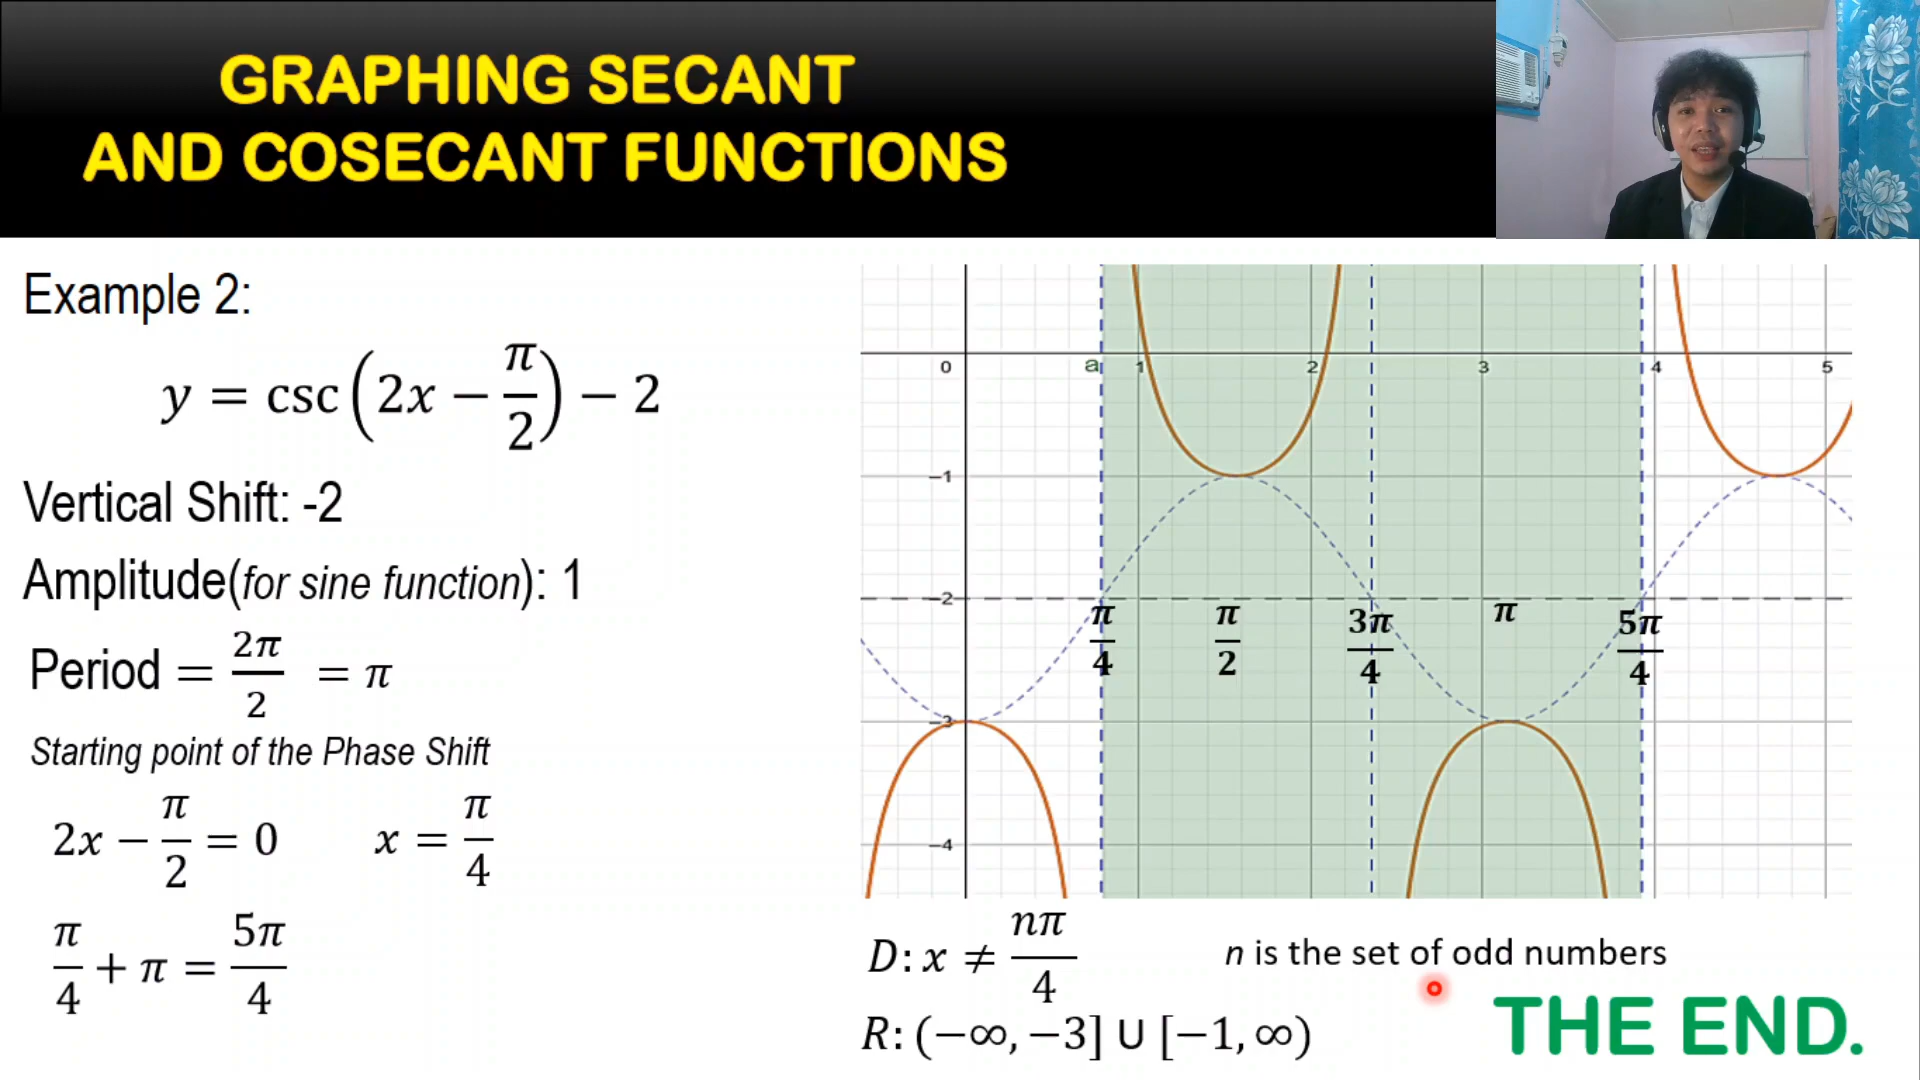 GRAPHING SECANT
AND COSECANT FUNCTIONS
Example 2:
y = csc(2x − π/2) − 2
Vertical Shift: -2
Amplitude(for sine function): 1
Period = 2π/2 = π
Starting point of the Phase Shift
2x − π/2 = 0 x = π/4
π/4 + π = 5π/4
0 a 1 2 3 4 5
−1
−2
π/4 π/2 3π/4 π 5π/4
−3
−4
D: x ≠ nπ/4 n is the set of odd numbers
R: (−∞, −3] ∪ [−1, ∞)
THE END.